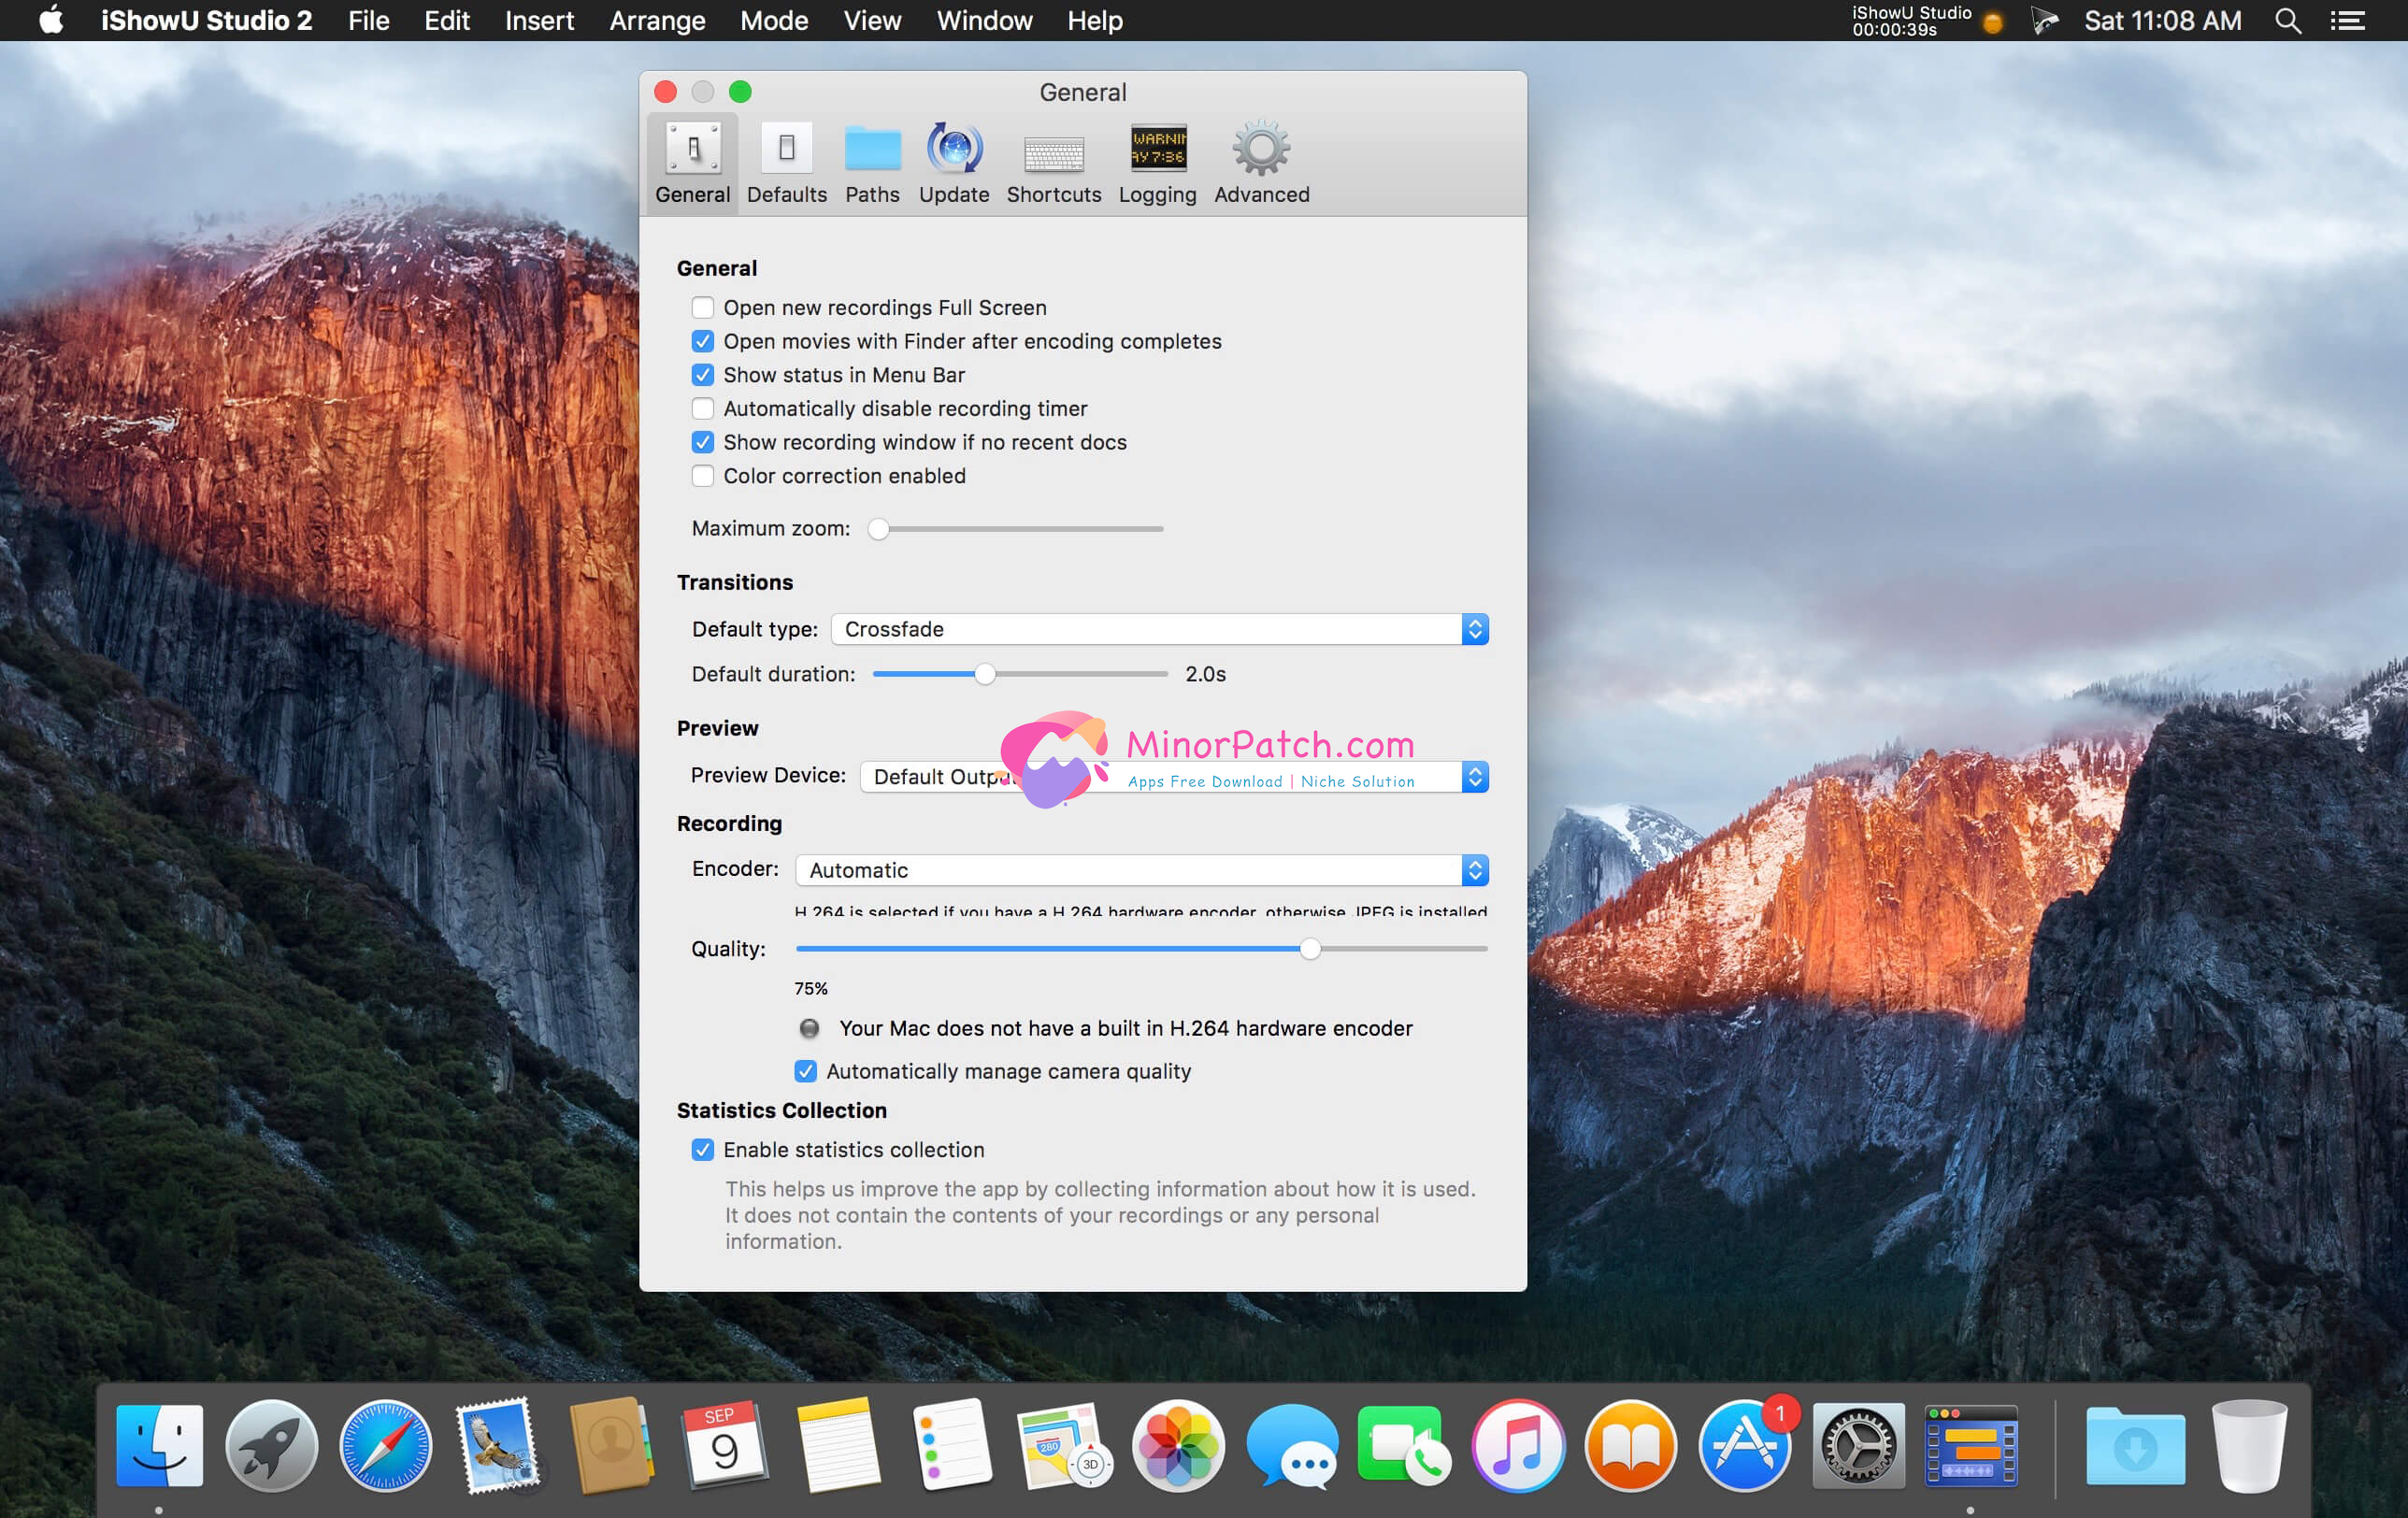 iShowU Studio 2 File Edit Insert Arrange Mode View Window Help
iShowU Studio
00:00:39s
Sat 11:08 AM
General
WARNIN
AY 7:36
General Defaults Paths Update Shortcuts Logging Advanced
General
Open new recordings Full Screen
Open movies with Finder after encoding completes
Show status in Menu Bar
Automatically disable recording timer
Show recording window if no recent docs
Color correction enabled
Maximum zoom:
Transitions
Default type: Crossfade
Default duration: 2.0s
Preview
MinorPatch.com
Preview Device: Default Outpu
Apps Free Download | Niche Solution
Recording
Encoder: Automatic
H.264 is selected if you have a H.264 hardware encoder, otherwise JPEG is installed
Quality:
75%
Your Mac does not have a built in H.264 hardware encoder
Automatically manage camera quality
Statistics Collection
Enable statistics collection
This helps us improve the app by collecting information about how it is used.
It does not contain the contents of your recordings or any personal
information.
SEP
9
280
3D
1